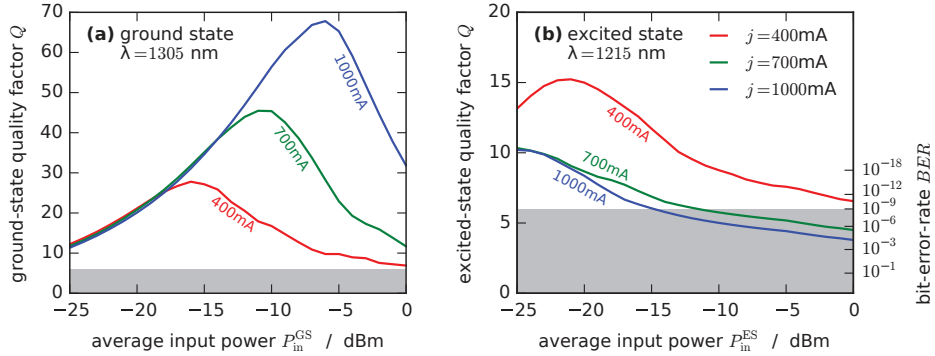 (a) ground state
λ=1305 nm
ground-state quality factor Q
70
60
50
40
30
20
10
0
1000mA
700mA
400mA
−25 −20 −15 −10 −5 0
average input power P_in^GS / dBm
(b) excited state
λ=1215 nm
j=400mA
j=700mA
j=1000mA
excited-state quality factor Q
20
15
10
5
0
400mA
700mA
1000mA
−25 −20 −15 −10 −5 0
average input power P_in^ES / dBm
10^−18
10^−12
10^−9
10^−6
10^−3
10^−1
bit-error-rate BER